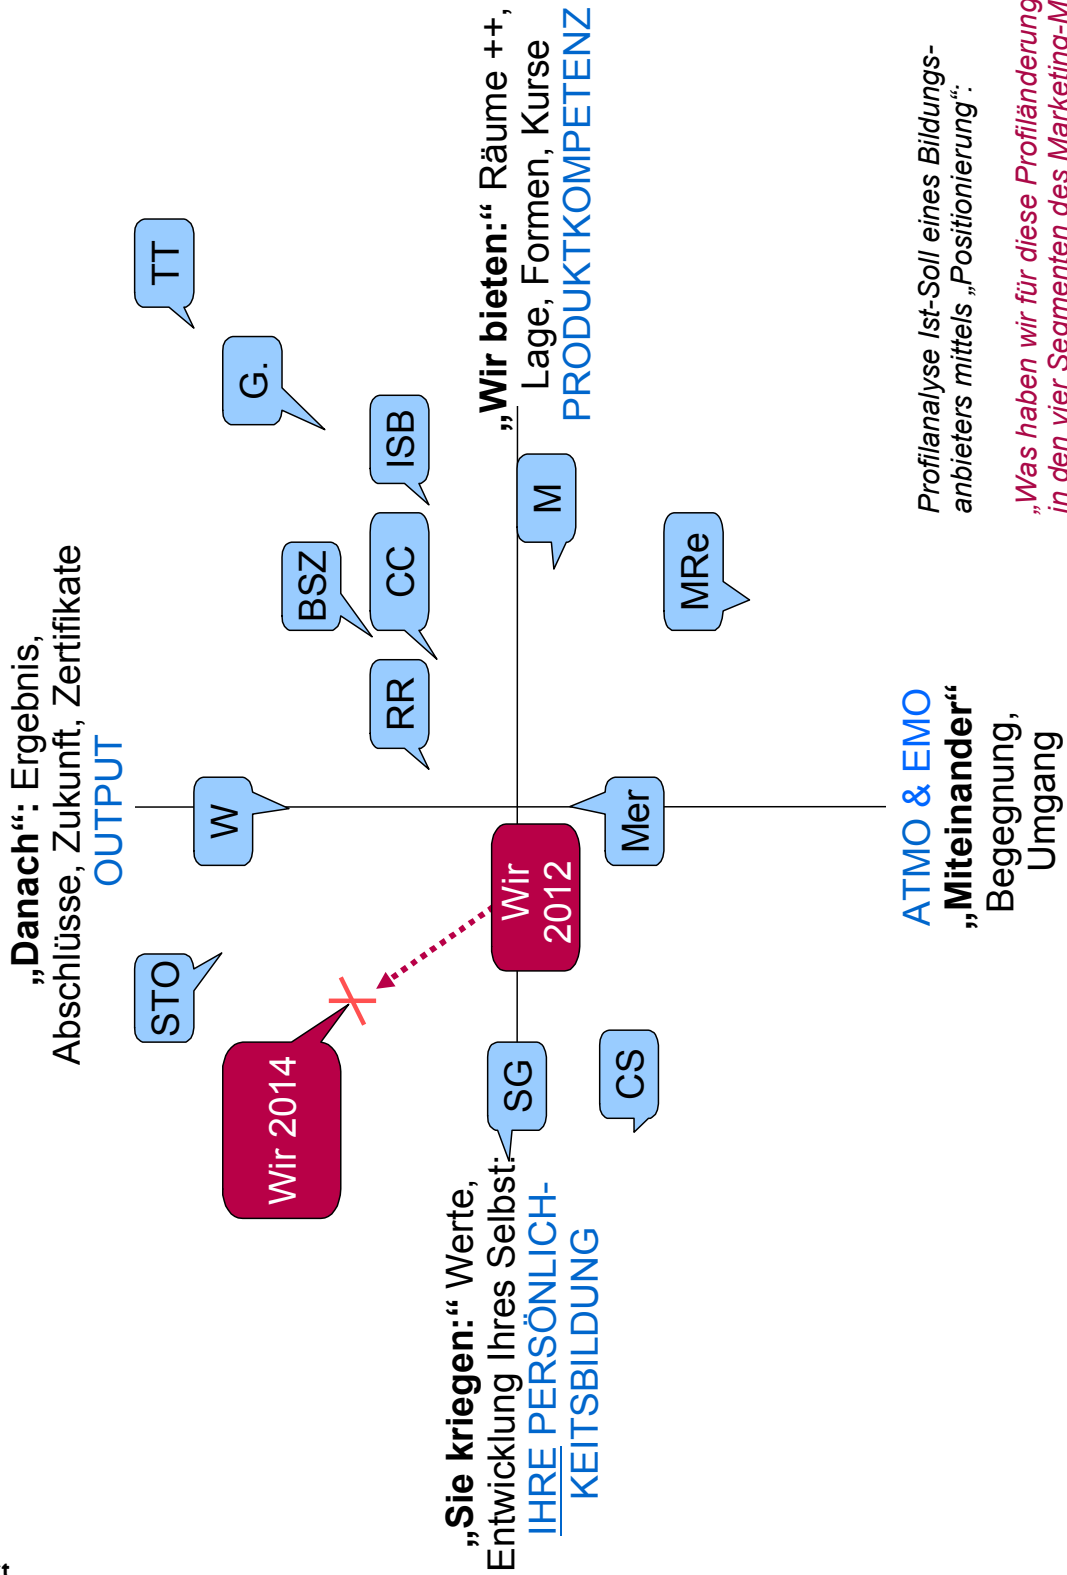 „Danach“: Ergebnis,
Abschlüsse, Zukunft, Zertifikate
OUTPUT
STO
W
TT
G.
Wir 2014
BSZ
RR
CC
ISB
„Sie kriegen:“ Werte,
Entwicklung Ihres Selbst:
IHRE PERSÖNLICH-
KEITSBILDUNG
„Wir bieten:“ Räume ++,
Lage, Formen, Kurse
PRODUKTKOMPETENZ
SG
Wir
2012
M
CS
Mer
MRe
ATMO & EMO
„Miteinander“
Begegnung,
Umgang
Profilanalyse Ist-Soll eines Bildungs-
anbieters mittels „Positionierung“:
„Was haben wir für diese Profiländerung
in den vier Segmenten des Marketing-M